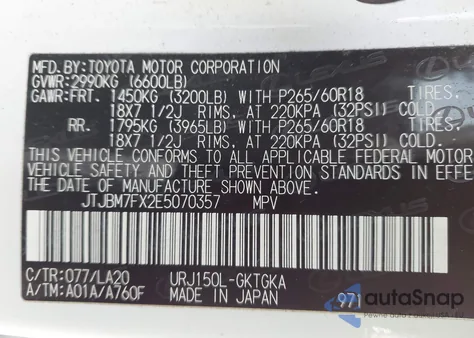 MFD. BY: TOYOTA MOTOR CORPORATION
GVWR: 2990KG (6600LB)
GAWR: FRT. 1450KG (3200LB) WITH P265/60R18 TIRES.
18X7 1/2J RIMS, AT 220KPA (32PSI) COLD.
RR. 1795KG (3965LB) WITH P265/60R18 TIRES.
18X7 1/2J RIMS, AT 220KPA (32PSI) COLD.
THIS VEHICLE CONFORMS TO ALL APPLICABLE FEDERAL MOTOR
VEHICLE SAFETY AND THEFT PREVENTION STANDARDS IN EFFE
ON THE DATE OF MANUFACTURE SHOWN ABOVE.
JTJBM7FX2E5070357 MPV
C/TR: 077/LA20 URJ150L-GKTGKA
A/TM: A01A/A760F MADE IN JAPAN 971
autoSnap
POWERED BY